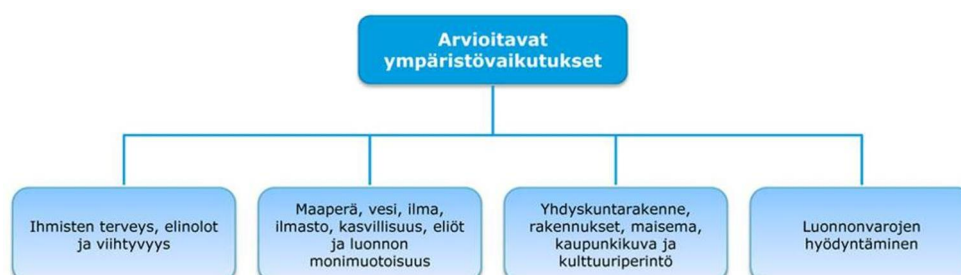 Arvioitavat
ympäristövaikutukset
Ihmisten terveys, elinolot
ja viihtyvyys
Maaperä, vesi, ilma,
ilmasto, kasvillisuus, eliöt
ja luonnon
monimuotoisuus
Yhdyskuntarakenne,
rakennukset, maisema,
kaupunkikuva ja
kulttuuriperintö
Luonnonvarojen
hyödyntäminen